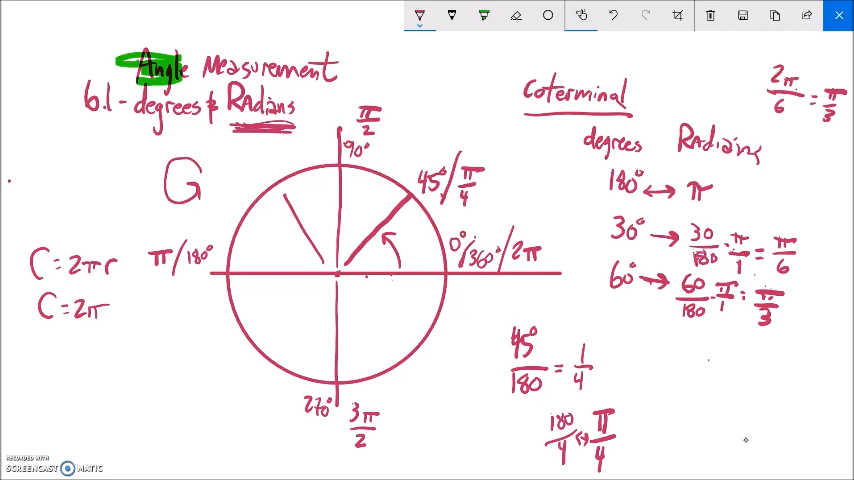 Angle Measurement
6.1 - degrees & Radians
G
C = 2πr
C = 2π
π/2
90°
45°/π/4
0°/360°/2π
π/180°
270° 3π/2
Coterminal
2π/6 = π/3
degrees Radians
180° ↔ π
30° → 30/180 · π/1 = π/6
60° → 60/180 · π/1 = π/3
45°/180 = 1/4
180/4 ↔ π/4
RECORDED WITH
SCREENCAST MATIC